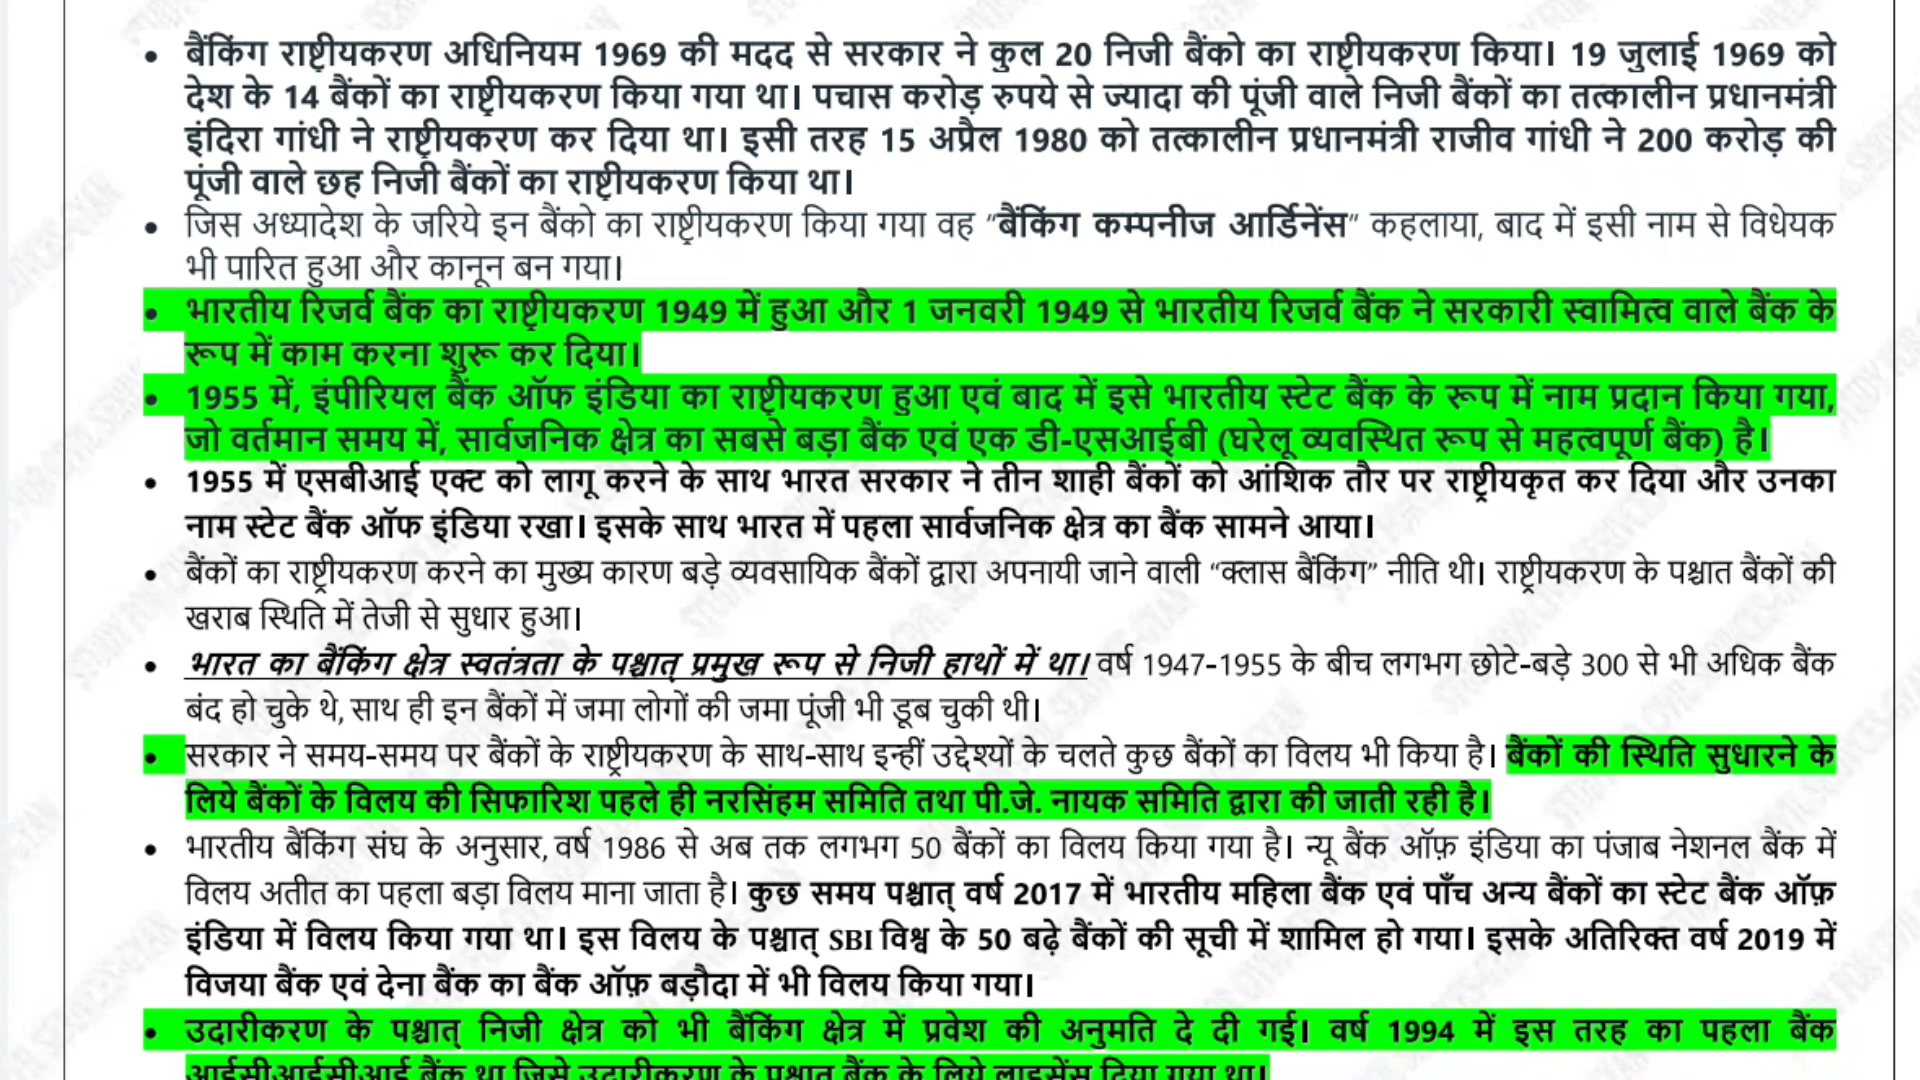 • बैंकिंग राष्ट्रीयकरण अधिनियम 1969 की मदद से सरकार ने कुल 20 निजी बैंको का राष्ट्रीयकरण किया। 19 जुलाई 1969 को
देश के 14 बैंकों का राष्ट्रीयकरण किया गया था। पचास करोड़ रुपये से ज्यादा की पूंजी वाले निजी बैंकों का तत्कालीन प्रधानमंत्री
इंदिरा गांधी ने राष्ट्रीयकरण कर दिया था। इसी तरह 15 अप्रैल 1980 को तत्कालीन प्रधानमंत्री राजीव गांधी ने 200 करोड़ की
पूंजी वाले छह निजी बैंकों का राष्ट्रीयकरण किया था।
• जिस अध्यादेश के जरिये इन बैंको का राष्ट्रीयकरण किया गया वह “बैंकिंग कम्पनीज आर्डिनेंस” कहलाया, बाद में इसी नाम से विधेयक
भी पारित हुआ और कानून बन गया।
• भारतीय रिजर्व बैंक का राष्ट्रीयकरण 1949 में हुआ और 1 जनवरी 1949 से भारतीय रिजर्व बैंक ने सरकारी स्वामित्व वाले बैंक के
रूप में काम करना शुरू कर दिया।
• 1955 में, इंपीरियल बैंक ऑफ इंडिया का राष्ट्रीयकरण हुआ एवं बाद में इसे भारतीय स्टेट बैंक के रूप में नाम प्रदान किया गया,
जो वर्तमान समय में, सार्वजनिक क्षेत्र का सबसे बड़ा बैंक एवं एक डी-एसआईबी (घरेलू व्यवस्थित रूप से महत्वपूर्ण बैंक) है।
• 1955 में एसबीआई एक्ट को लागू करने के साथ भारत सरकार ने तीन शाही बैंकों को आंशिक तौर पर राष्ट्रीयकृत कर दिया और उनका
नाम स्टेट बैंक ऑफ इंडिया रखा। इसके साथ भारत में पहला सार्वजनिक क्षेत्र का बैंक सामने आया।
• बैंकों का राष्ट्रीयकरण करने का मुख्य कारण बड़े व्यवसायिक बैंकों द्वारा अपनायी जाने वाली “क्लास बैंकिंग” नीति थी। राष्ट्रीयकरण के पश्चात बैंकों की
खराब स्थिति में तेजी से सुधार हुआ।
• भारत का बैंकिंग क्षेत्र स्वतंत्रता के पश्चात् प्रमुख रूप से निजी हाथों में था। वर्ष 1947-1955 के बीच लगभग छोटे-बड़े 300 से भी अधिक बैंक
बंद हो चुके थे, साथ ही इन बैंकों में जमा लोगों की जमा पूंजी भी डूब चुकी थी।
• सरकार ने समय-समय पर बैंकों के राष्ट्रीयकरण के साथ-साथ इन्हीं उद्देश्यों के चलते कुछ बैंकों का विलय भी किया है। बैंकों की स्थिति सुधारने के
लिये बैंकों के विलय की सिफारिश पहले ही नरसिंहम समिति तथा पी.जे. नायक समिति द्वारा की जाती रही है।
• भारतीय बैंकिंग संघ के अनुसार, वर्ष 1986 से अब तक लगभग 50 बैंकों का विलय किया गया है। न्यू बैंक ऑफ़ इंडिया का पंजाब नेशनल बैंक में
विलय अतीत का पहला बड़ा विलय माना जाता है। कुछ समय पश्चात् वर्ष 2017 में भारतीय महिला बैंक एवं पाँच अन्य बैंकों का स्टेट बैंक ऑफ़
इंडिया में विलय किया गया था। इस विलय के पश्चात् SBI विश्व के 50 बढ़े बैंकों की सूची में शामिल हो गया। इसके अतिरिक्त वर्ष 2019 में
विजया बैंक एवं देना बैंक का बैंक ऑफ़ बड़ौदा में भी विलय किया गया।
• उदारीकरण के पश्चात् निजी क्षेत्र को भी बैंकिंग क्षेत्र में प्रवेश की अनुमति दे दी गई। वर्ष 1994 में इस तरह का पहला बैंक
आईसीआईसीआई बैंक था जिसे उदारीकरण के पश्चात बैंक के लिये लाइसेंस दिया गया था।